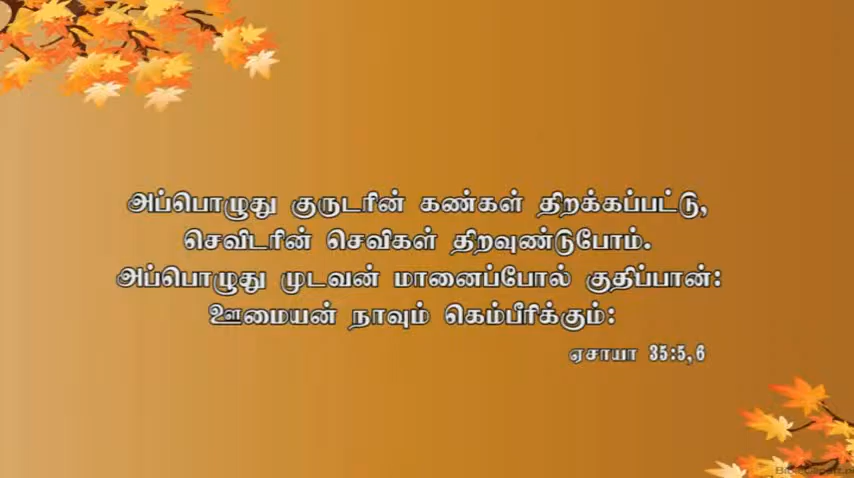 அப்பொழுது குருடரின் கண்கள் திறக்கப்பட்டு,
செவிடரின் செவிகள் திறவுண்டுபோம்.
அப்பொழுது முடவன் மானைப்போல் குதிப்பான்:
ஊமையன் நாவும் கெம்பீரிக்கும்:
ஏசாயா 35:5,6